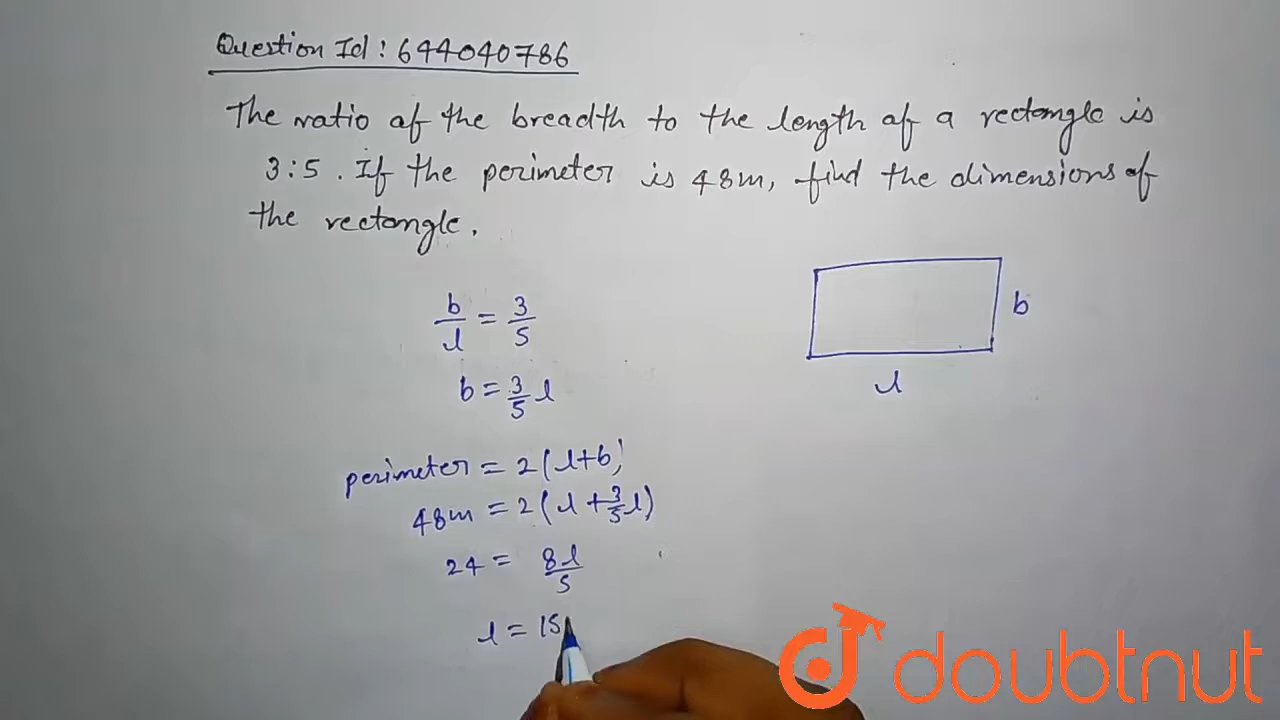 Question Id : 644040786
The ratio of the breadth to the length of a rectangle is
3:5 . If the perimeter is 48m, find the dimensions of
the rectangle.
b/l = 3/5
b = 3/5 l
b
l
perimeter = 2(l+b)
48m = 2(l + 3/5 l)
24 = 8l/5
l = 15
doubtnut